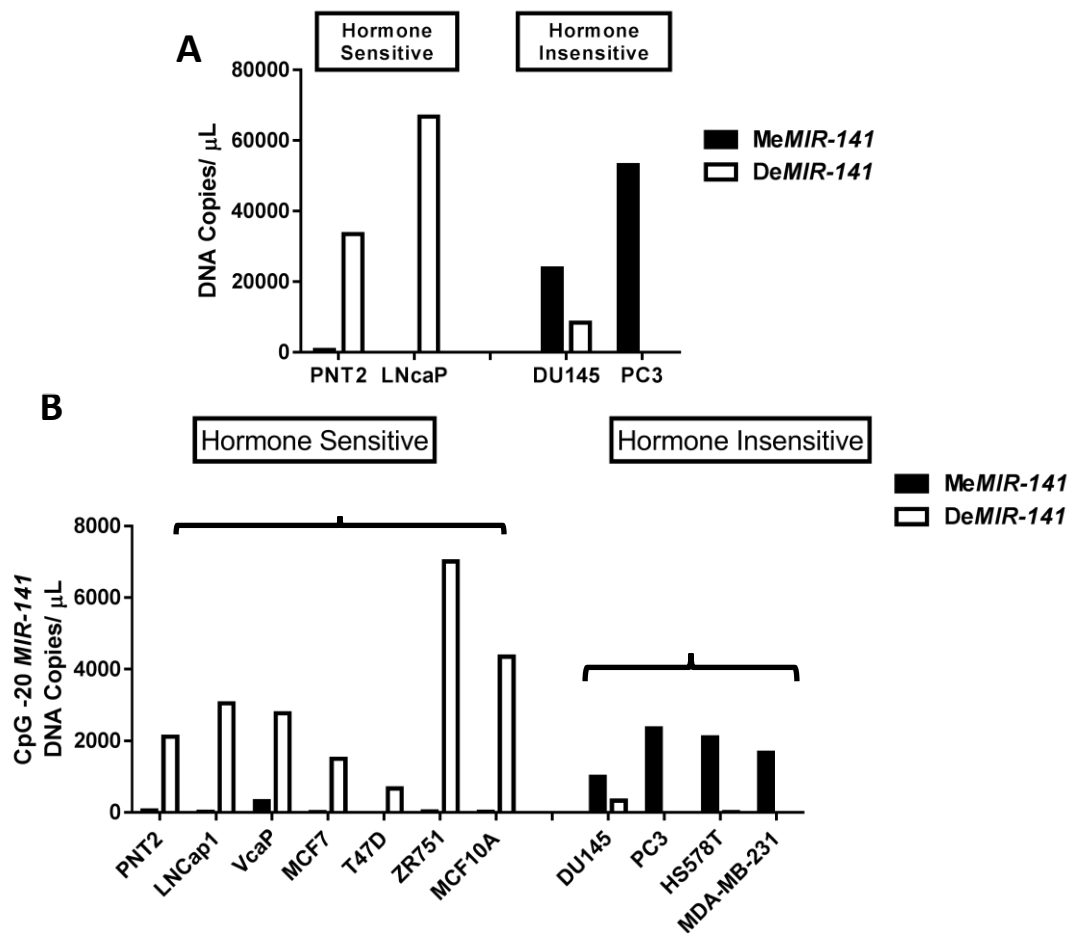 A
Hormone
Sensitive
Hormone
Insensitive
DNA Copies/ μL
80000
60000
40000
20000
0
PNT2 LNcaP DU145 PC3
MeMIR-141
DeMIR-141
B
Hormone Sensitive
Hormone Insensitive
MeMIR-141
DeMIR-141
CpG -20 MIR-141
DNA Copies/ μL
8000
6000
4000
2000
0
PNT2
LNCap1
VcaP
MCF7
T47D
ZR751
MCF10A
DU145
PC3
HS578T
MDA-MB-231